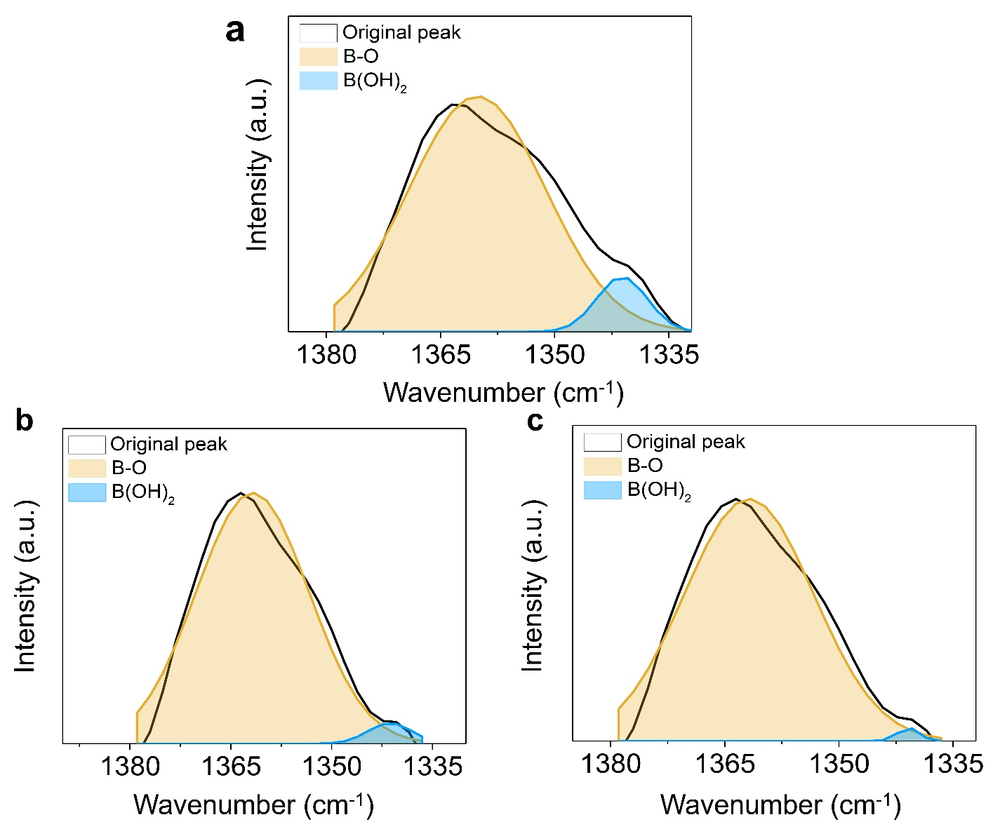 a
Original peak
B-O
B(OH)₂
Intensity (a.u.)
1380 1365 1350 1335
Wavenumber (cm⁻¹)
b
Original peak
B-O
B(OH)₂
Intensity (a.u.)
1380 1365 1350 1335
Wavenumber (cm⁻¹)
c
Original peak
B-O
B(OH)₂
Intensity (a.u.)
1380 1365 1350 1335
Wavenumber (cm⁻¹)